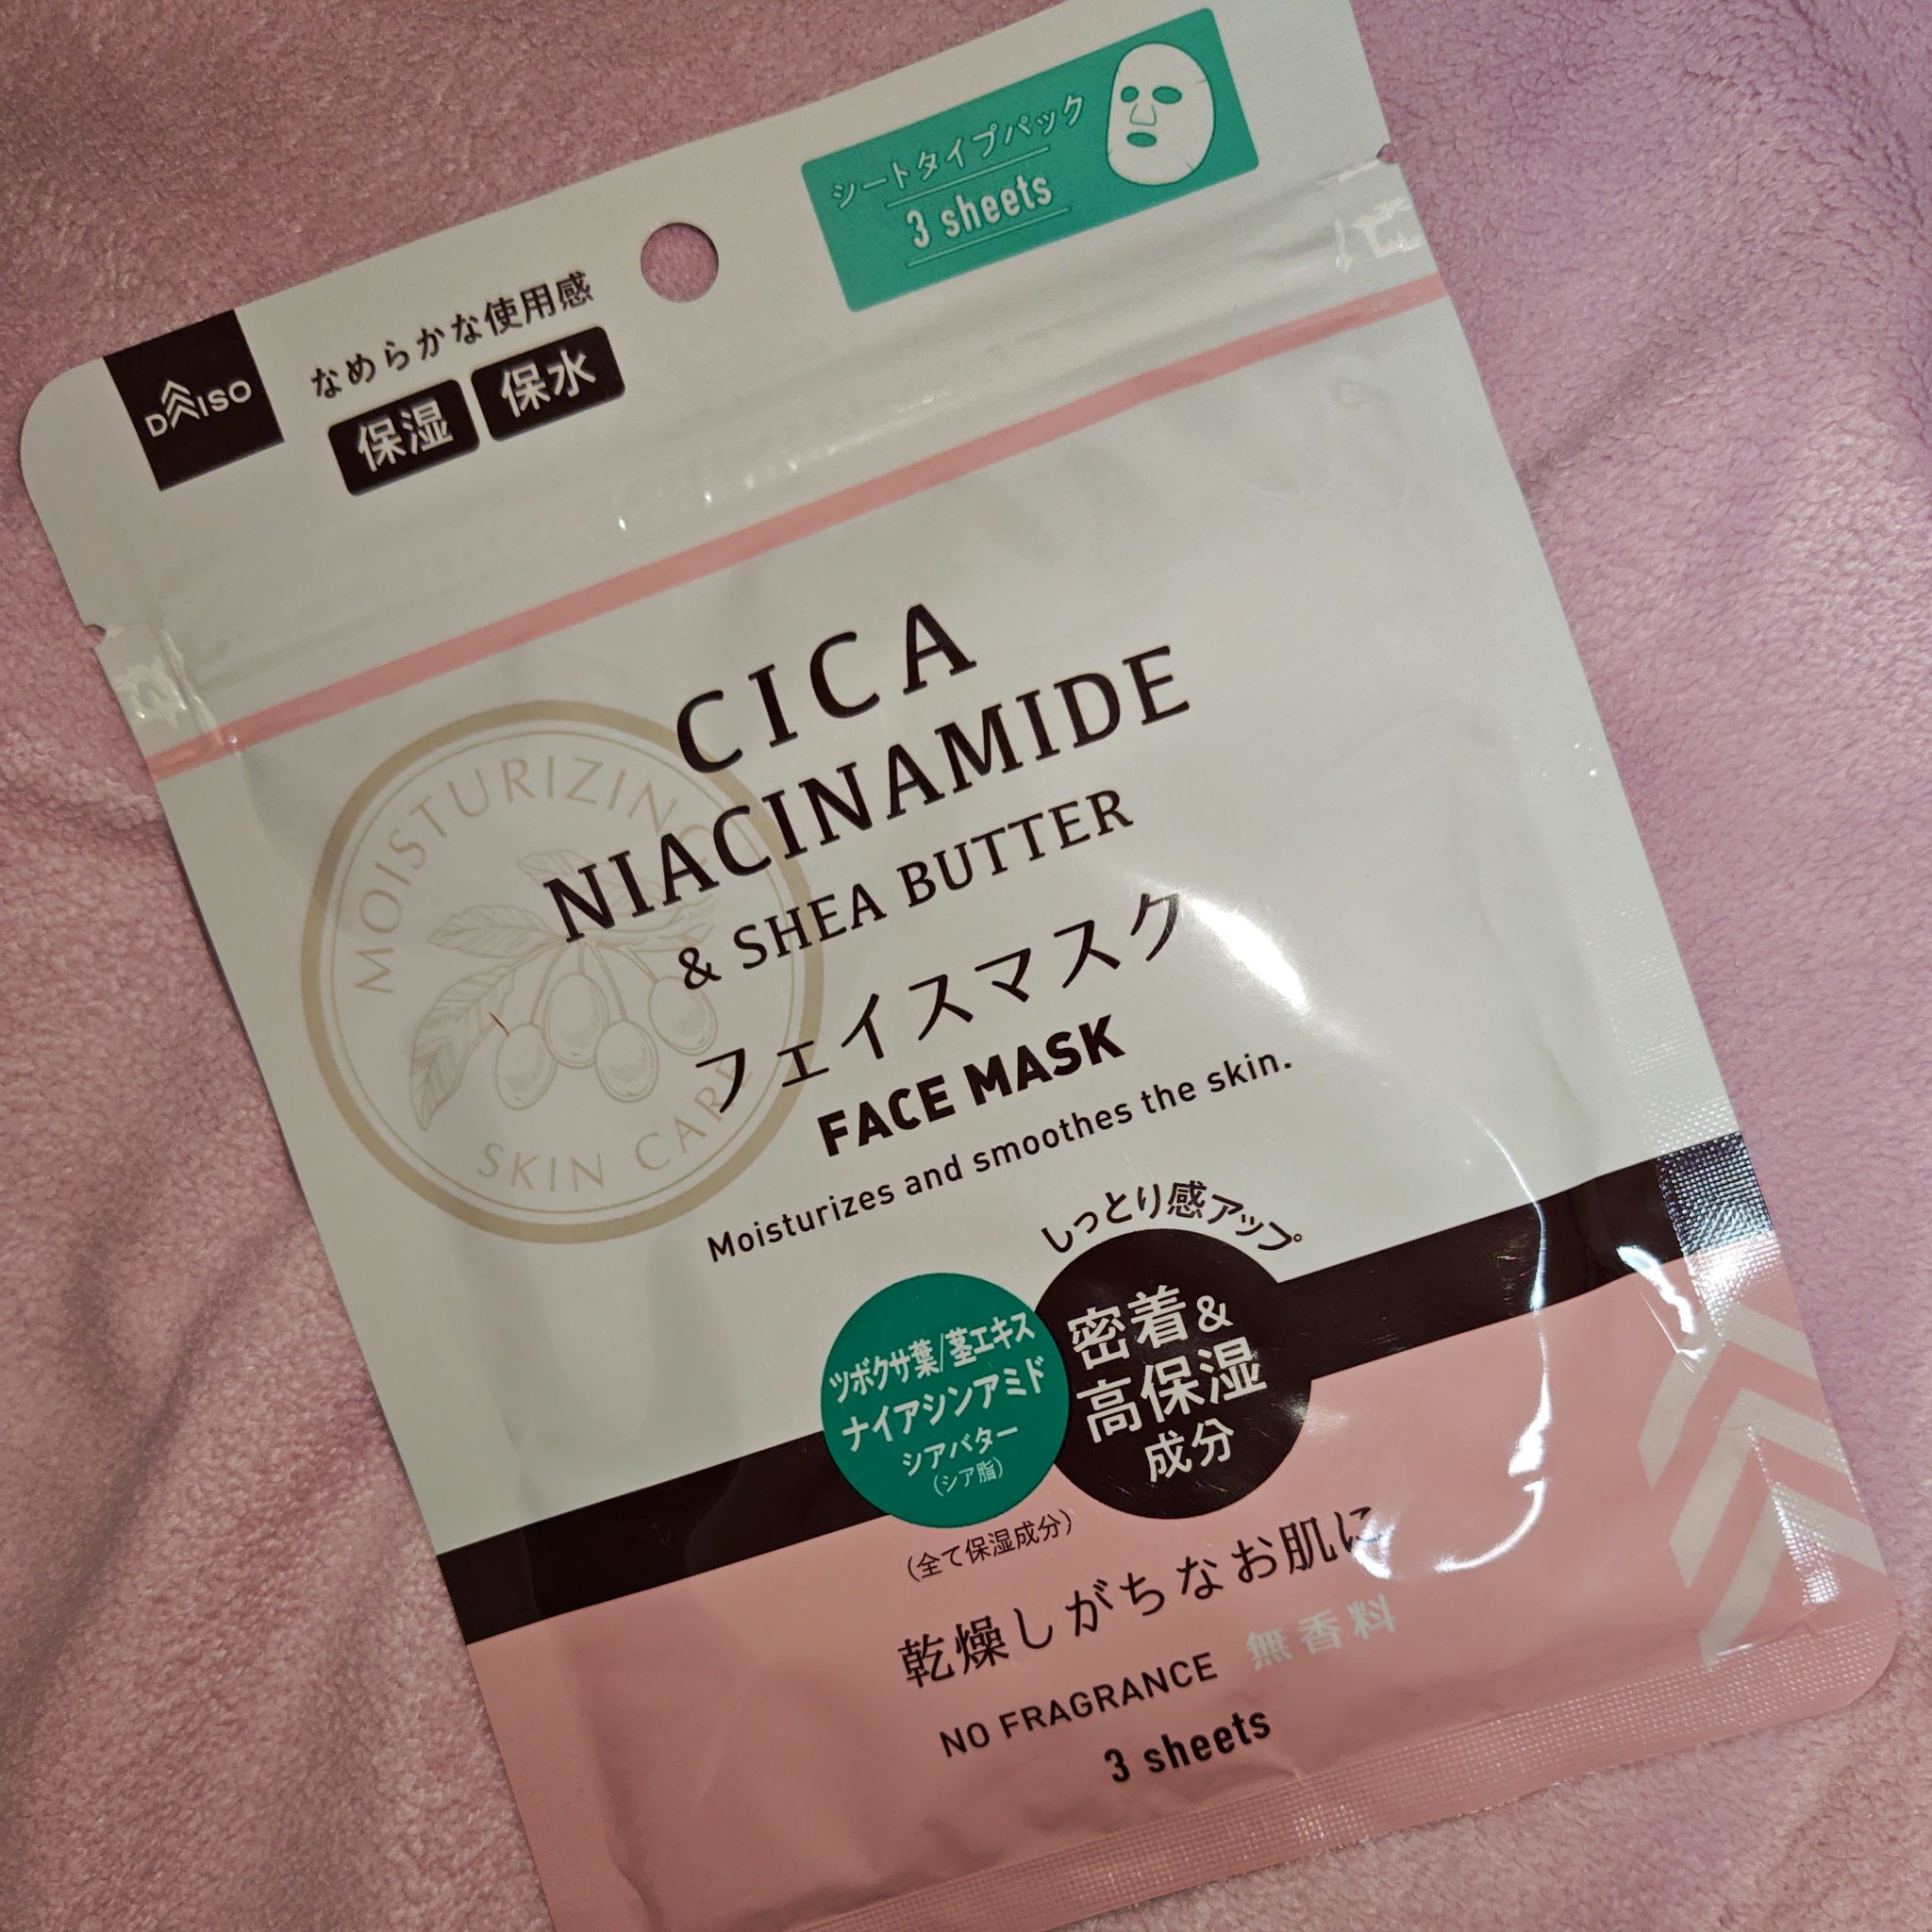 シートタイプパック
3 sheets
DAISO
なめらかな使用感
保湿 保水
CICA
NIACINAMIDE
& SHEA BUTTER
フェイスマスク
FACE MASK
Moisturizes and smoothes the skin.
MOISTURIZING
SKIN CARE
しっとり感アップ
密着&
高保湿
成分
ツボクサ葉/茎エキス
ナイアシンアミド
シアバター
(シア脂)
(全て保湿成分)
乾燥しがちなお肌に
NO FRAGRANCE 無香料
3 sheets